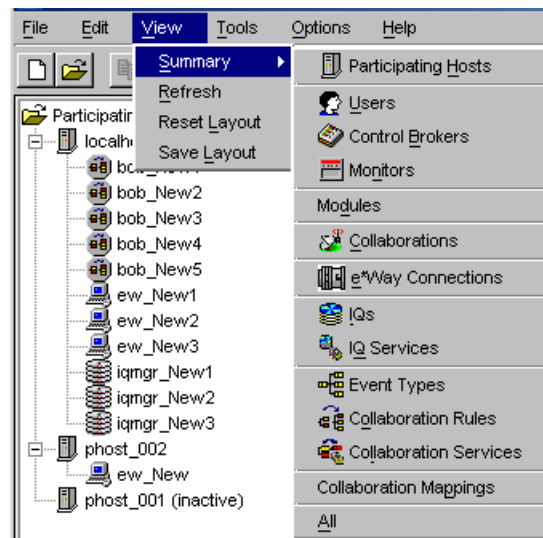 File Edit View Tools Options Help
Summary
Refresh
Reset Layout
Save Layout
Participating Hosts
Users
Control Brokers
Monitors
Modules
Collaborations
e*Way Connections
IQs
IQ Services
Event Types
Collaboration Rules
Collaboration Services
Collaboration Mappings
All
bob_New2
bob_New3
bob_New4
bob_New5
ew_New1
ew_New2
ew_New3
iqmgr_New1
iqmgr_New2
iqmgr_New3
phost_002
ew_New
phost_001 (inactive)